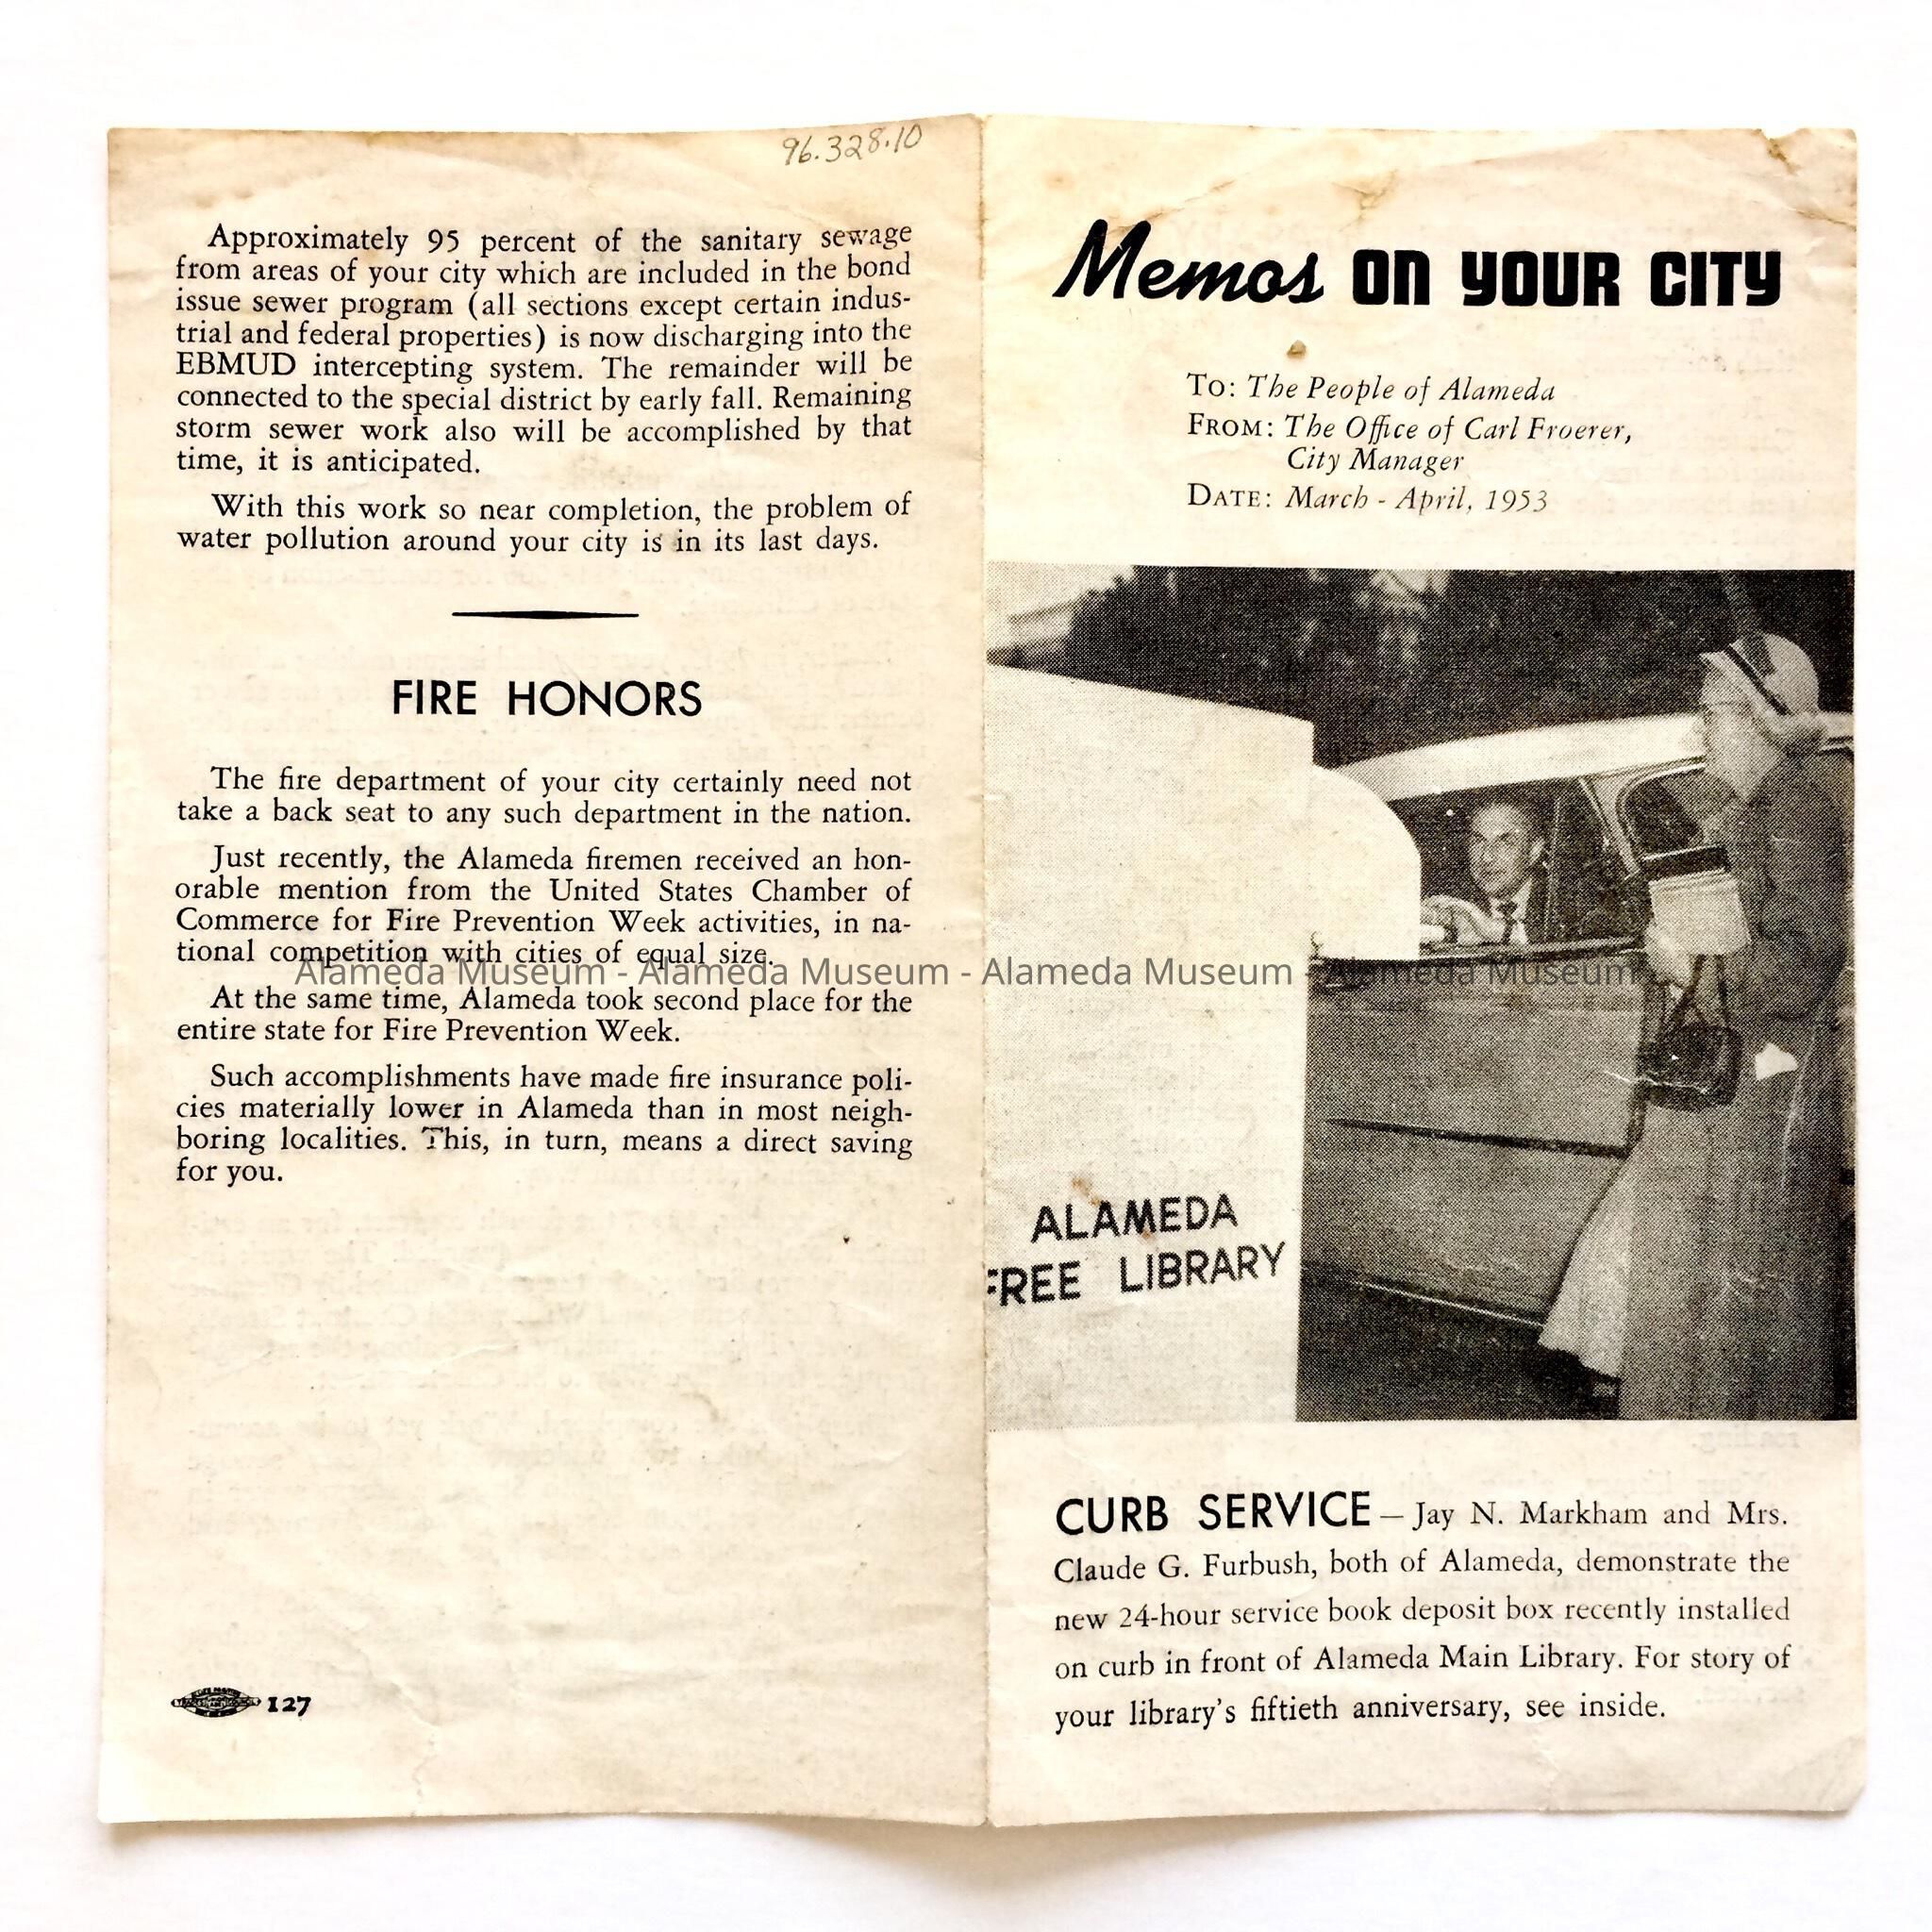 96.328.10
Approximately 95 percent of the sanitary sewage
from areas of your city which are included in the bond
issue sewer program (all sections except certain indus-
trial and federal properties) is now discharging into the
EBMUD intercepting system. The remainder will be
connected to the special district by early fall. Remaining
storm sewer work also will be accomplished by that
time, it is anticipated.
With this work so near completion, the problem of
water pollution around your city is in its last days.
FIRE HONORS
The fire department of your city certainly need not
take a back seat to any such department in the nation.
Just recently, the Alameda firemen received an hon-
orable mention from the United States Chamber of
Commerce for Fire Prevention Week activities, in na-
tional competition with cities of equal size.
At the same time, Alameda took second place for the
entire state for Fire Prevention Week.
Such accomplishments have made fire insurance poli-
cies materially lower in Alameda than in most neigh-
boring localities. This, in turn, means a direct saving
for you.
127
Memos ON YOUR CITY
TO: The People of Alameda
FROM: The Office of Carl Froerer,
City Manager
DATE: March - April, 1953
ALAMEDA
FREE LIBRARY
CURB SERVICE — Jay N. Markham and Mrs.
Claude G. Furbush, both of Alameda, demonstrate the
new 24-hour service book deposit box recently installed
on curb in front of Alameda Main Library. For story of
your library's fiftieth anniversary, see inside.
Alameda Museum - Alameda Museum - Alameda Museum - Alameda Museum